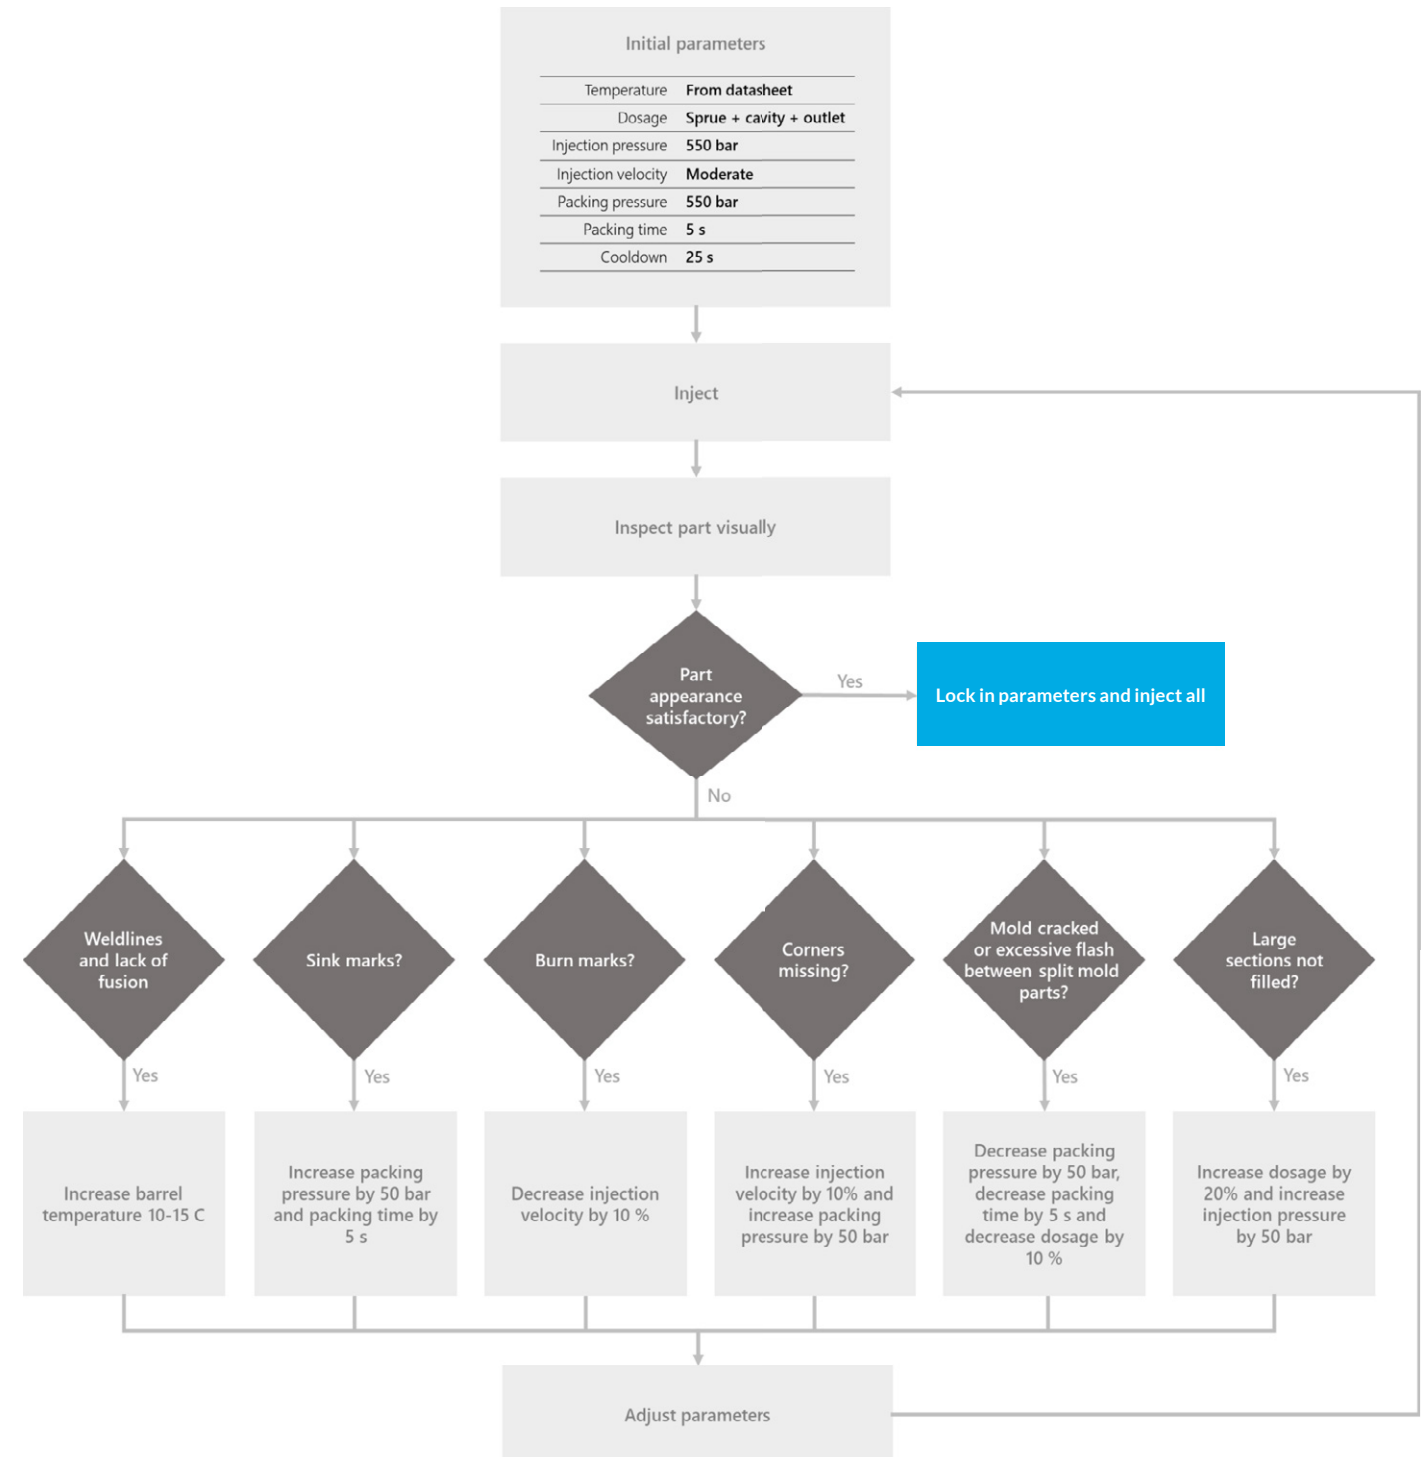 Initial parameters
Temperature From datasheet
Dosage Sprue + cavity + outlet
Injection pressure 550 bar
Injection velocity Moderate
Packing pressure 550 bar
Packing time 5 s
Cooldown 25 s
Inject
Inspect part visually
Part
appearance
satisfactory?
Yes
Lock in parameters and inject all
No
Weldlines
and lack of
fusion
Sink marks?
Burn marks?
Corners
missing?
Mold cracked
or excessive flash
between split mold
parts?
Large
sections not
filled?
Yes
Yes
Yes
Yes
Yes
Yes
Increase barrel
temperature 10-15 C
Increase packing
pressure by 50 bar
and packing time by
5 s
Decrease injection
velocity by 10 %
Increase injection
velocity by 10% and
increase packing
pressure by 50 bar
Decrease packing
pressure by 50 bar,
decrease packing
time by 5 s and
decrease dosage by
10 %
Increase dosage by
20% and increase
injection pressure
by 50 bar
Adjust parameters